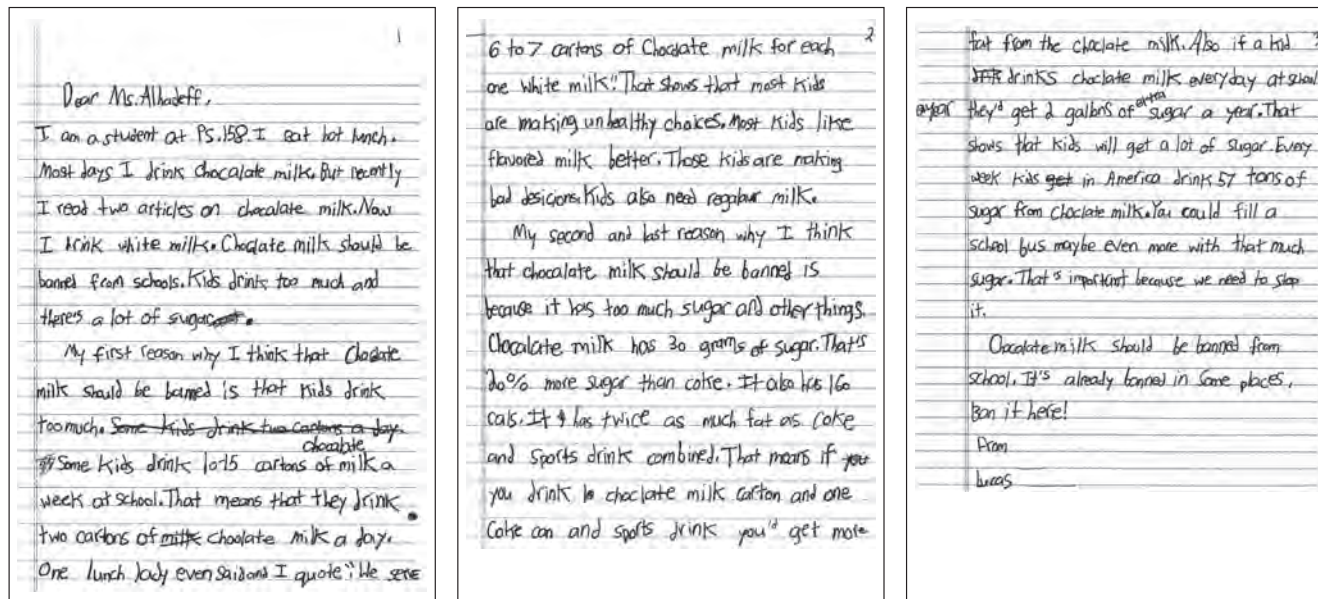 1
Dear Ms. Alhadeff,
I am a student at P.S. 158. I eat hot lunch.
Most days I drink chocalate milk. But recently
I read two articles on chocalate milk. Now
I drink white milk. Choclate milk should be
banned from schools. Kids drink too much and
there's a lot of sugar.
My first reason why I think that Choclate
milk should be banned is that kids drink
too much. Some kids drink two cartons a day.
Some kids drink 10-15 cartons of choclate milk a
week at school. That means that they drink
two cartons of milk choolate milk a day.
One lunch lady even said and I quote: "We serve
2
6 to 7 cartons of Choclate milk for each
one white milk!" That shows that most kids
are making unhealthy choices. Most kids like
flavored milk better. Those kids are making
bad desicions. Kids also need regaluar milk.
My second and last reason why I think
that chocalate milk should be banned is
because it has too much sugar and other things.
Chocalate milk has 30 grams of sugar. That's
20% more sugar than coke. It also has 160
cals. It has twice as much fat as coke
and sports drink combined. That means if you
you drink choclate milk carton and one
coke can and sports drink you'd get more
3
fat from the choclate milk. Also if a kid
drinks choclate milk everyday at school
a year they'd get 2 gallons of extra sugar a year. That
shows that kids will get a lot of sugar. Every
week kids get in America drink 57 tons of
sugar from choclate milk. You could fill a
school bus maybe even more with that much
sugar. That's important because we need to stop
it.
Chocalate milk should be banned from
school. It's already banned in some places,
Ban it here!
From
Lucas